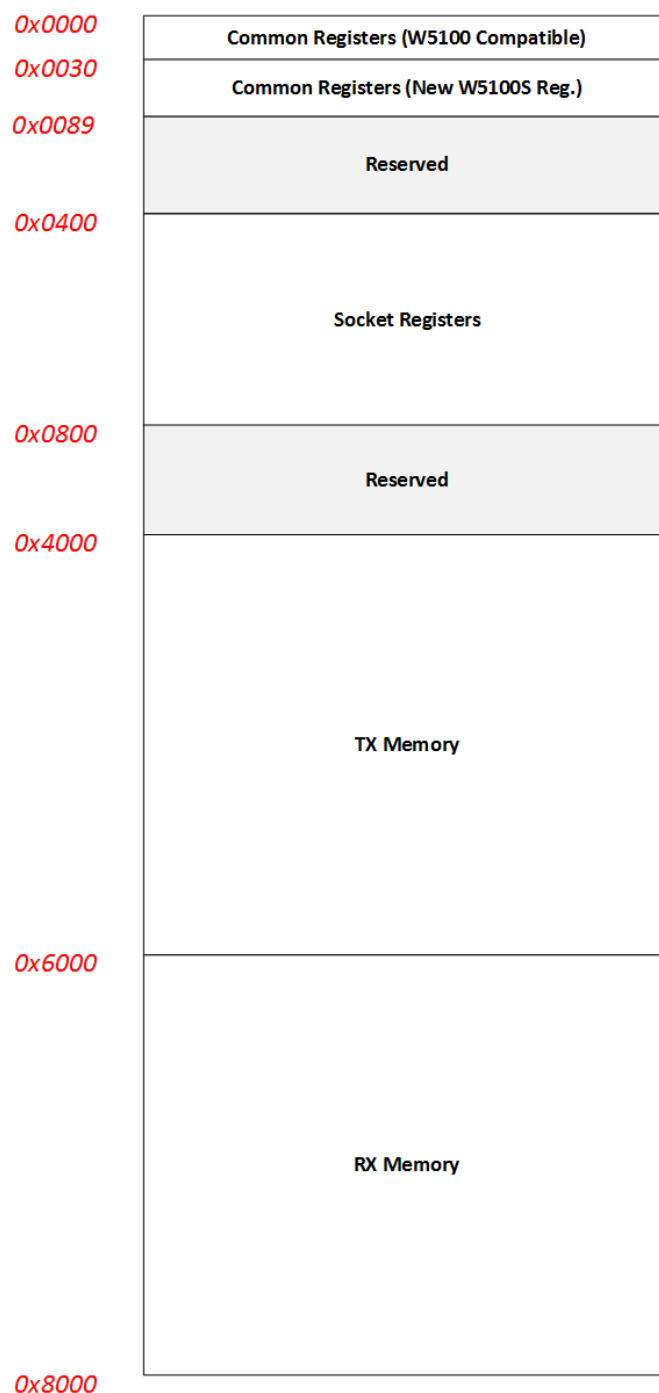 0x0000
Common Registers (W5100 Compatible)
0x0030
Common Registers (New W5100S Reg.)
0x0089
Reserved
0x0400
Socket Registers
0x0800
Reserved
0x4000
TX Memory
0x6000
RX Memory
0x8000